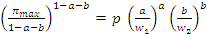 (π_max/(1-a-b))^(1-a-b) = p (a/w_1)^a (b/w_2)^b